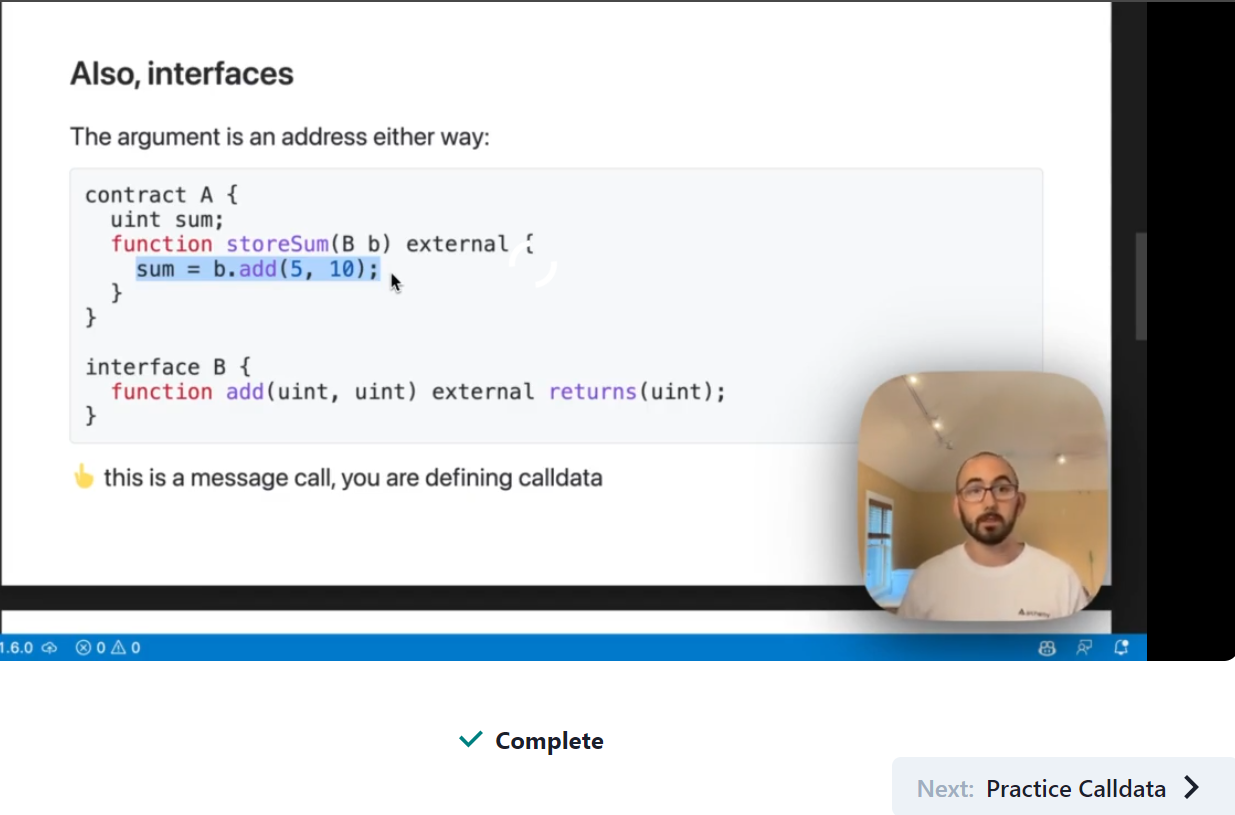 Also, interfaces
The argument is an address either way:
contract A {
  uint sum;
  function storeSum(B b) external {
    sum = b.add(5, 10);
  }
}
interface B {
  function add(uint, uint) external returns(uint);
}
👆 this is a message call, you are defining calldata
1.6.0 0 0
Complete
Next: Practice Calldata